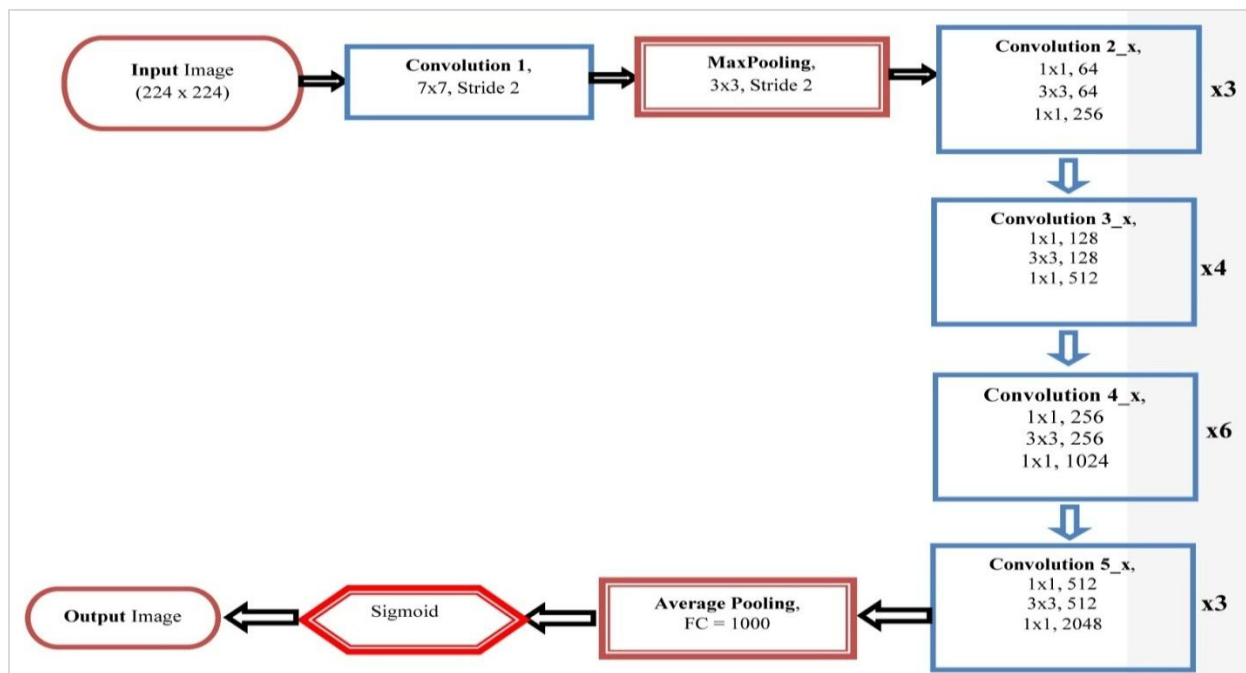 Input Image
(224 x 224)
Convolution 1,
7x7, Stride 2
MaxPooling,
3x3, Stride 2
Convolution 2_x,
1x1, 64
3x3, 64
1x1, 256
x3
Convolution 3_x,
1x1, 128
3x3, 128
1x1, 512
x4
Convolution 4_x,
1x1, 256
3x3, 256
1x1, 1024
x6
Convolution 5_x,
1x1, 512
3x3, 512
1x1, 2048
x3
Average Pooling,
FC = 1000
Sigmoid
Output Image